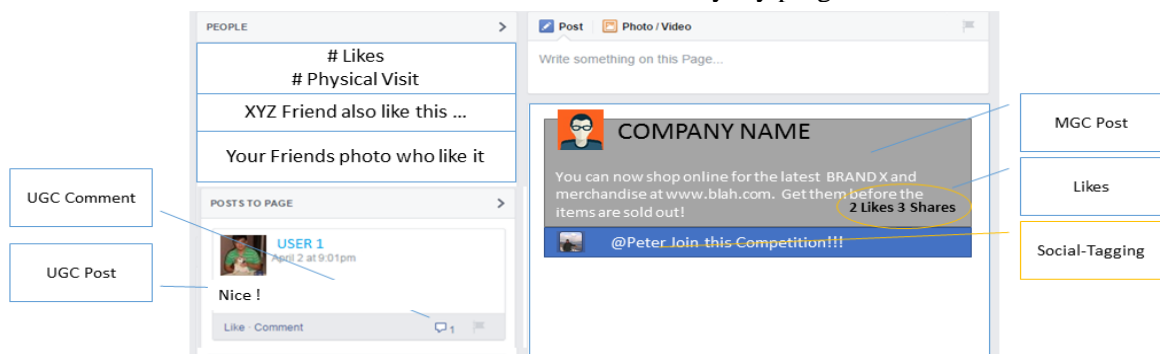 PEOPLE
# Likes
# Physical Visit
XYZ Friend also like this ...
Your Friends photo who like it
UGC Comment
UGC Post
POSTS TO PAGE
USER 1
April 2 at 9:01pm
Nice !
Like · Comment
1
Post
Photo / Video
Write something on this Page...
COMPANY NAME
You can now shop online for the latest BRAND X and
merchandise at www.blah.com. Get them before the
items are sold out!
2 Likes 3 Shares
@Peter Join this Competition!!!
MGC Post
Likes
Social-Tagging